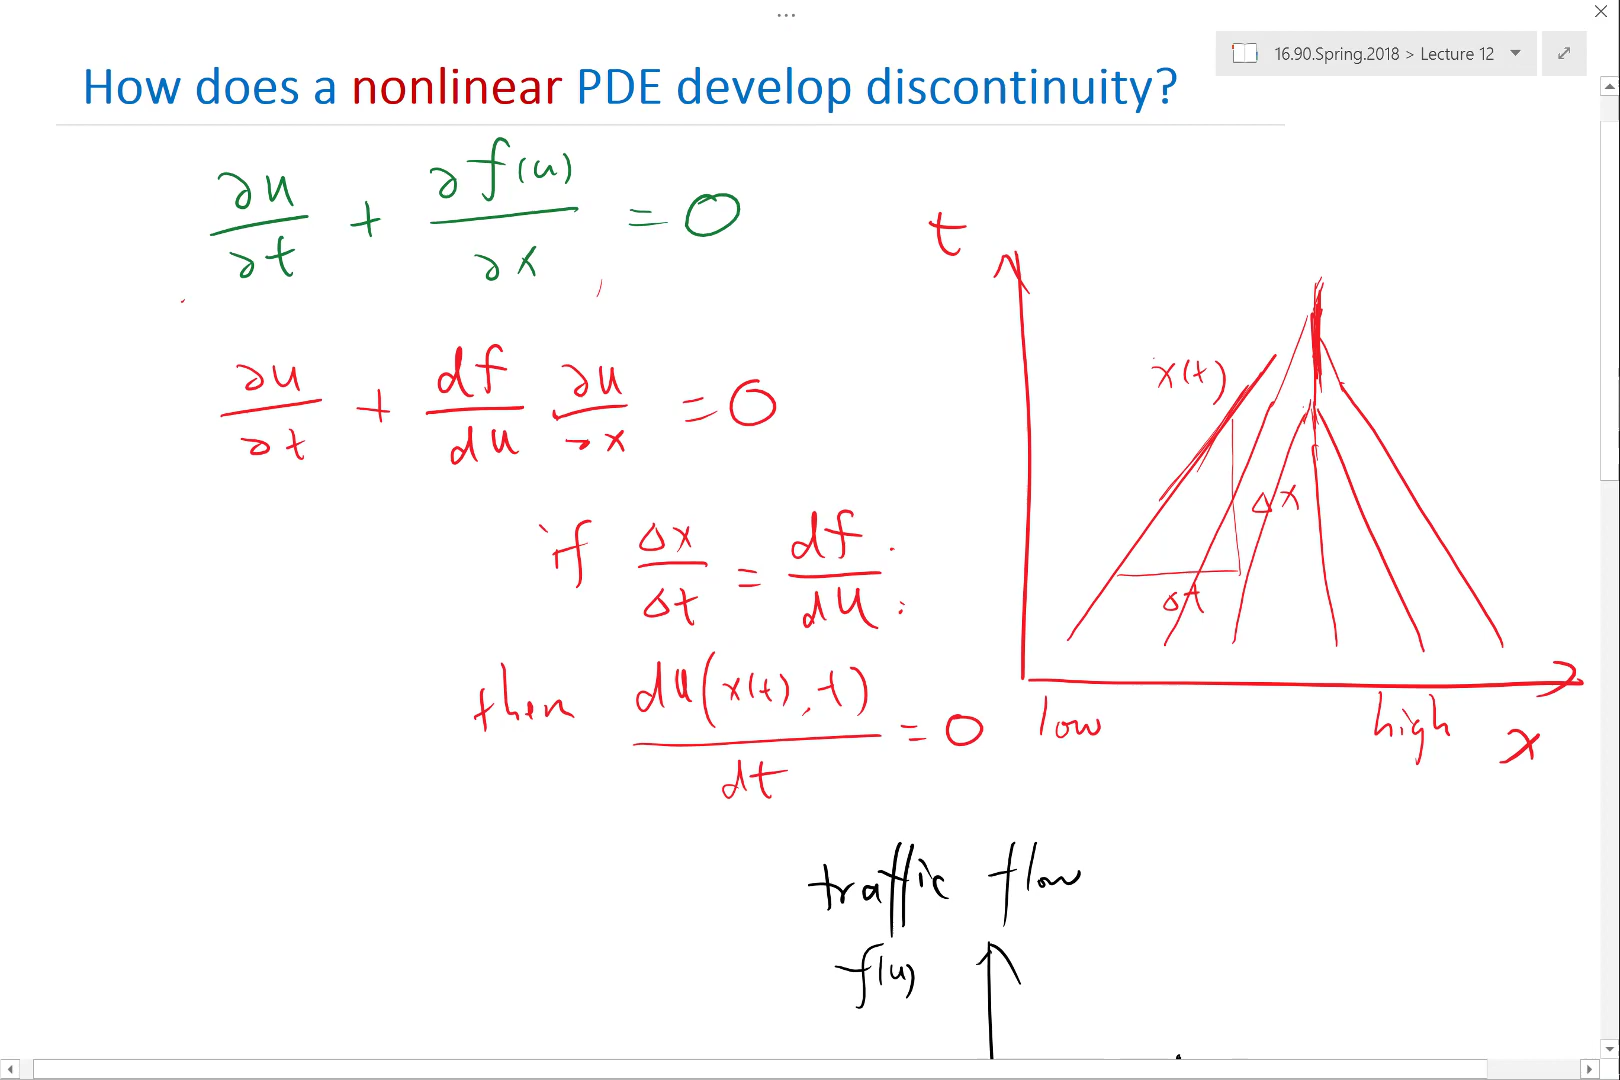 ...
16.90.Spring.2018 > Lecture 12
How does a nonlinear PDE develop discontinuity?
∂u/∂t + ∂f(u)/∂x = 0
∂u/∂t + df/du ∂u/∂x = 0
if Δx/Δt = df/du
then du(x(t), t)/dt = 0
t
x(t)
Δx
Δt
low high x
traffic flow
f(u)